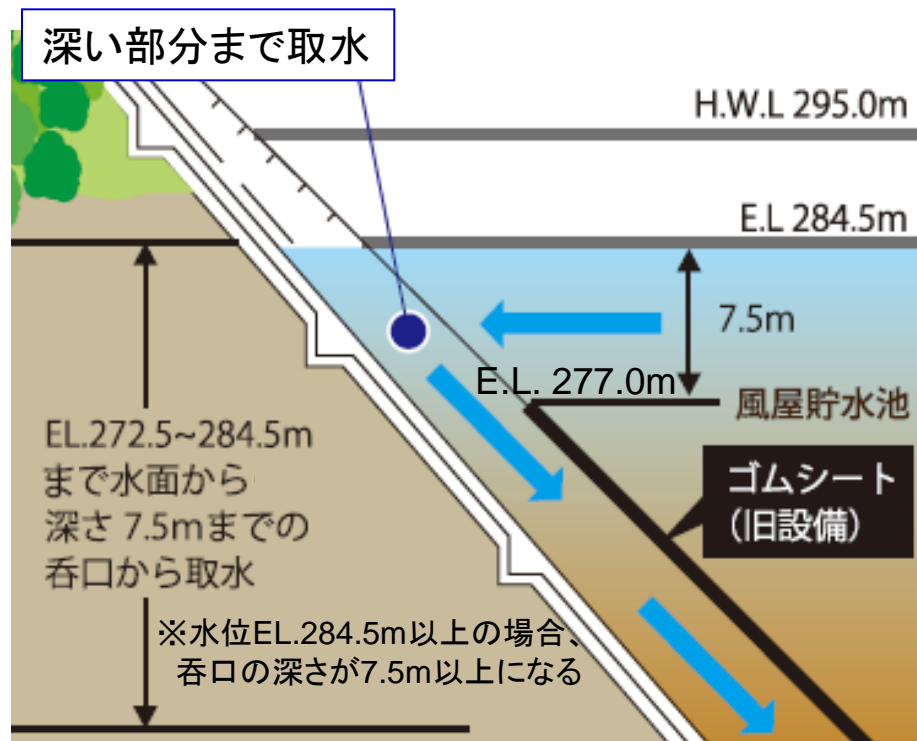 深い部分まで取水
H.W.L 295.0m
E.L 284.5m
7.5m
E.L. 277.0m
風屋貯水池
ゴムシート
(旧設備)
EL.272.5~284.5m
まで水面から
深さ 7.5mまでの
呑口から取水
※水位EL.284.5m以上の場合、
呑口の深さが7.5m以上になる